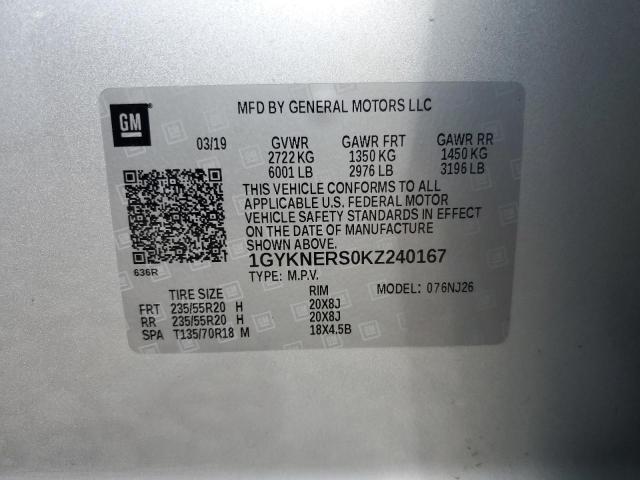 GM
MFD BY GENERAL MOTORS LLC
03/19 GVWR GAWR FRT GAWR RR
2722 KG 1350 KG 1450 KG
6001 LB 2976 LB 3196 LB
THIS VEHICLE CONFORMS TO ALL
APPLICABLE U.S. FEDERAL MOTOR
VEHICLE SAFETY STANDARDS IN EFFECT
ON THE DATE OF MANUFACTURE
SHOWN ABOVE.
636R
1GYKNERS0KZ240167
TYPE: M.P.V.
TIRE SIZE RIM MODEL: 076NJ26
FRT 235/55R20 H 20X8J
RR 235/55R20 H 20X8J
SPA T135/70R18 M 18X4.5B